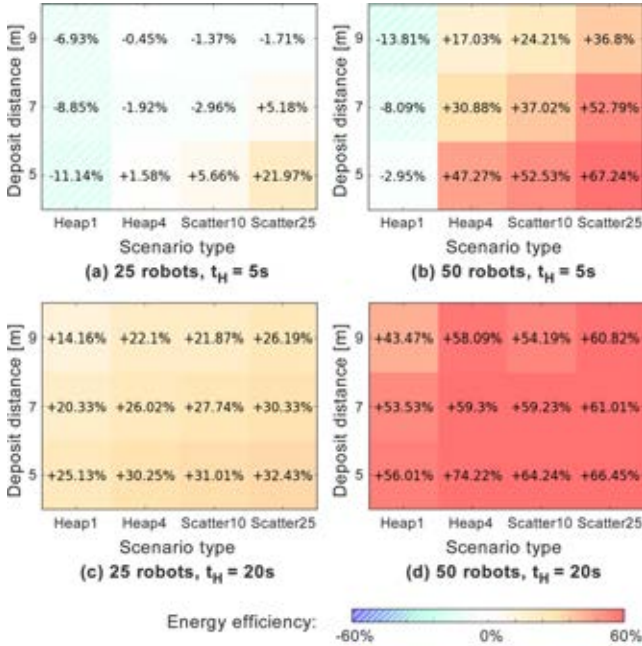 Deposit distance [m]
9 -6.93% -0.45% -1.37% -1.71%
7 -8.85% -1.92% -2.96% +5.18%
5 -11.14% +1.58% +5.66% +21.97%
Heap1 Heap4 Scatter10 Scatter25
Scenario type
(a) 25 robots, t_H = 5s
Deposit distance [m]
9 -13.81% +17.03% +24.21% +36.8%
7 -8.09% +30.88% +37.02% +52.79%
5 -2.95% +47.27% +52.53% +67.24%
Heap1 Heap4 Scatter10 Scatter25
Scenario type
(b) 50 robots, t_H = 5s
Deposit distance [m]
9 +14.16% +22.1% +21.87% +26.19%
7 +20.33% +26.02% +27.74% +30.33%
5 +25.13% +30.25% +31.01% +32.43%
Heap1 Heap4 Scatter10 Scatter25
Scenario type
(c) 25 robots, t_H = 20s
Deposit distance [m]
9 +43.47% +58.09% +54.19% +60.82%
7 +53.53% +59.3% +59.23% +61.01%
5 +56.01% +74.22% +64.24% +66.45%
Heap1 Heap4 Scatter10 Scatter25
Scenario type
(d) 50 robots, t_H = 20s
Energy efficiency:
-60% 0% 60%